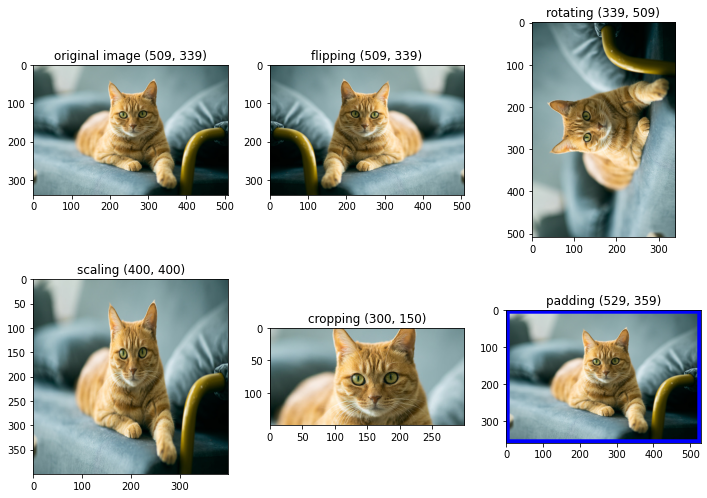 original image (509, 339)
0
100
200
300
0 100 200 300 400 500
flipping (509, 339)
0
100
200
300
0 100 200 300 400 500
rotating (339, 509)
0
100
200
300
400
500
0 100 200 300
scaling (400, 400)
0
50
100
150
200
250
300
350
0 100 200 300
cropping (300, 150)
0
50
100
0 50 100 150 200 250
padding (529, 359)
0
100
200
300
0 100 200 300 400 500